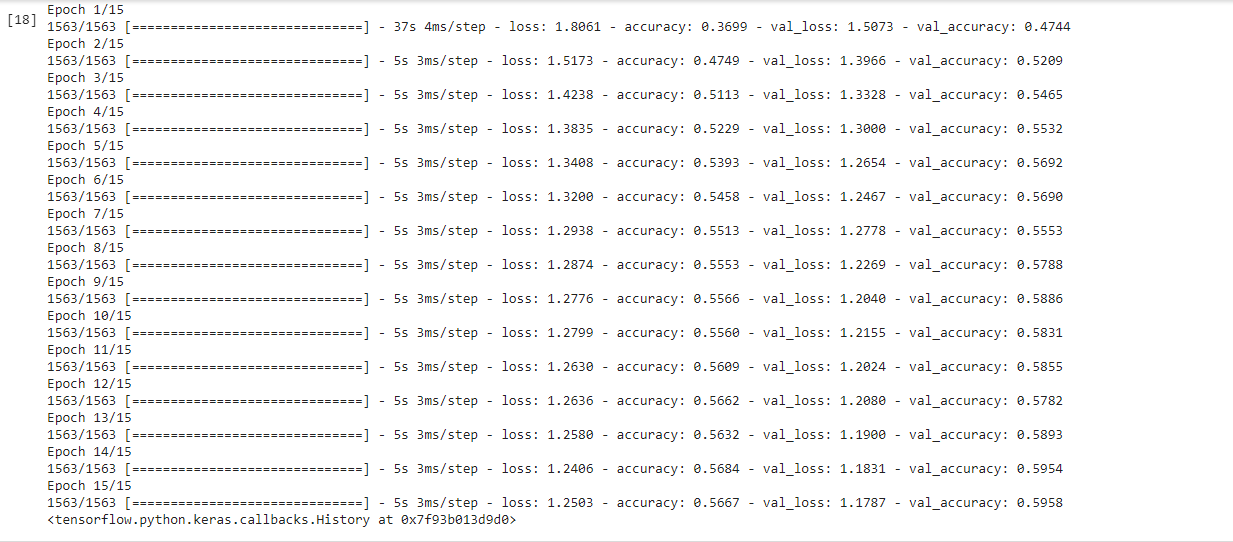 [18]
Epoch 1/15
1563/1563 [==============================] - 37s 4ms/step - loss: 1.8061 - accuracy: 0.3699 - val_loss: 1.5073 - val_accuracy: 0.4744
Epoch 2/15
1563/1563 [==============================] - 5s 3ms/step - loss: 1.5173 - accuracy: 0.4749 - val_loss: 1.3966 - val_accuracy: 0.5209
Epoch 3/15
1563/1563 [==============================] - 5s 3ms/step - loss: 1.4238 - accuracy: 0.5113 - val_loss: 1.3328 - val_accuracy: 0.5465
Epoch 4/15
1563/1563 [==============================] - 5s 3ms/step - loss: 1.3835 - accuracy: 0.5229 - val_loss: 1.3000 - val_accuracy: 0.5532
Epoch 5/15
1563/1563 [==============================] - 5s 3ms/step - loss: 1.3408 - accuracy: 0.5393 - val_loss: 1.2654 - val_accuracy: 0.5692
Epoch 6/15
1563/1563 [==============================] - 5s 3ms/step - loss: 1.3200 - accuracy: 0.5458 - val_loss: 1.2467 - val_accuracy: 0.5690
Epoch 7/15
1563/1563 [==============================] - 5s 3ms/step - loss: 1.2938 - accuracy: 0.5513 - val_loss: 1.2778 - val_accuracy: 0.5553
Epoch 8/15
1563/1563 [==============================] - 5s 3ms/step - loss: 1.2874 - accuracy: 0.5553 - val_loss: 1.2269 - val_accuracy: 0.5788
Epoch 9/15
1563/1563 [==============================] - 5s 3ms/step - loss: 1.2776 - accuracy: 0.5566 - val_loss: 1.2040 - val_accuracy: 0.5886
Epoch 10/15
1563/1563 [==============================] - 5s 3ms/step - loss: 1.2799 - accuracy: 0.5560 - val_loss: 1.2155 - val_accuracy: 0.5831
Epoch 11/15
1563/1563 [==============================] - 5s 3ms/step - loss: 1.2630 - accuracy: 0.5609 - val_loss: 1.2024 - val_accuracy: 0.5855
Epoch 12/15
1563/1563 [==============================] - 5s 3ms/step - loss: 1.2636 - accuracy: 0.5662 - val_loss: 1.2080 - val_accuracy: 0.5782
Epoch 13/15
1563/1563 [==============================] - 5s 3ms/step - loss: 1.2580 - accuracy: 0.5632 - val_loss: 1.1900 - val_accuracy: 0.5893
Epoch 14/15
1563/1563 [==============================] - 5s 3ms/step - loss: 1.2406 - accuracy: 0.5684 - val_loss: 1.1831 - val_accuracy: 0.5954
Epoch 15/15
1563/1563 [==============================] - 5s 3ms/step - loss: 1.2503 - accuracy: 0.5667 - val_loss: 1.1787 - val_accuracy: 0.5958
<tensorflow.python.keras.callbacks.History at 0x7f93b013d9d0>